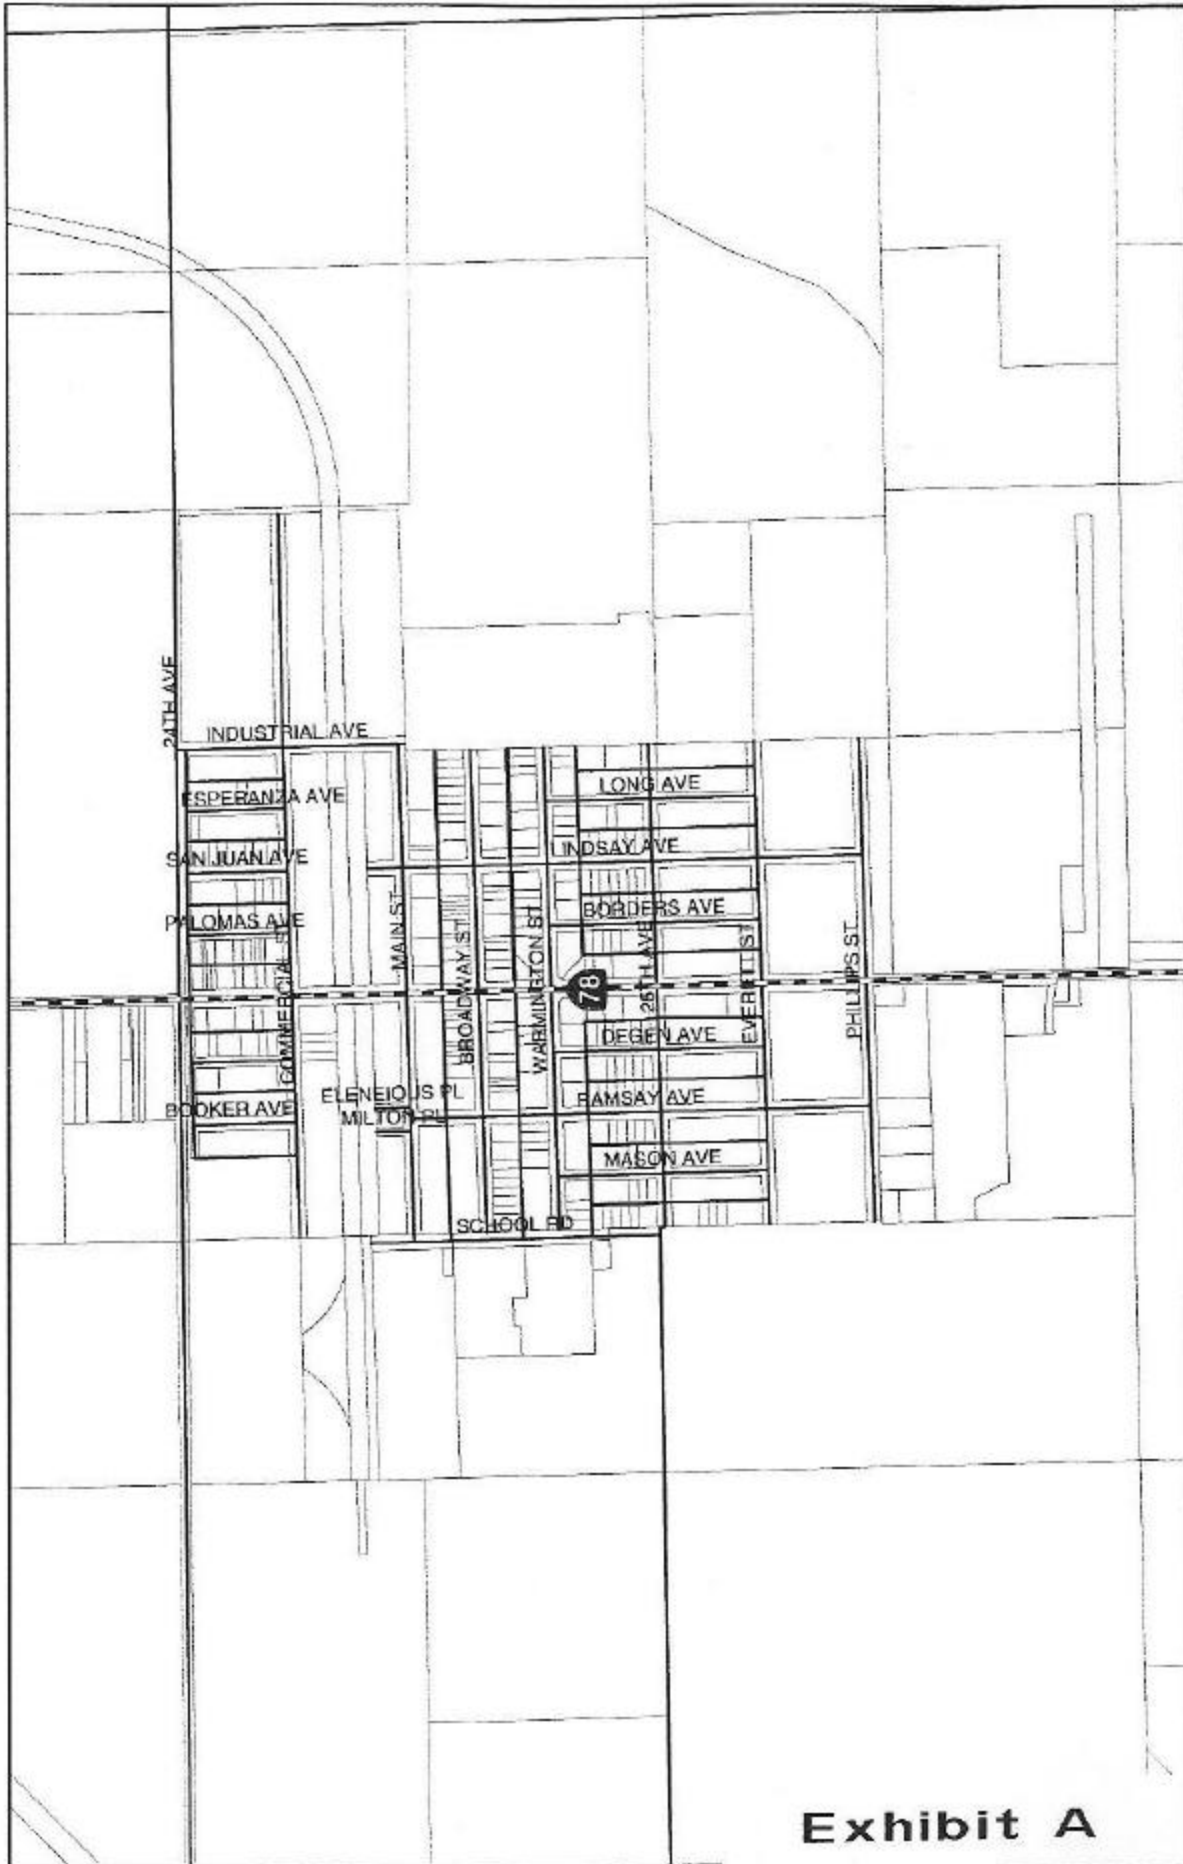 24TH AVE
INDUSTRIAL AVE
LONG AVE
ESPERANZA AVE
LINDSAY AVE
SAN JUAN AVE
BORDERS AVE
PALOMAS AVE
MAIN ST
BROADWAY ST
WARMINGTON ST
25TH AVE
EVERETT ST
PHILLIPS ST.
COMMERCIAL ST
78
DEGEN AVE
ELENEIOUS PL
RAMSAY AVE
BOOKER AVE
MILTON PL
MASON AVE
SCHOOL RD
Exhibit A